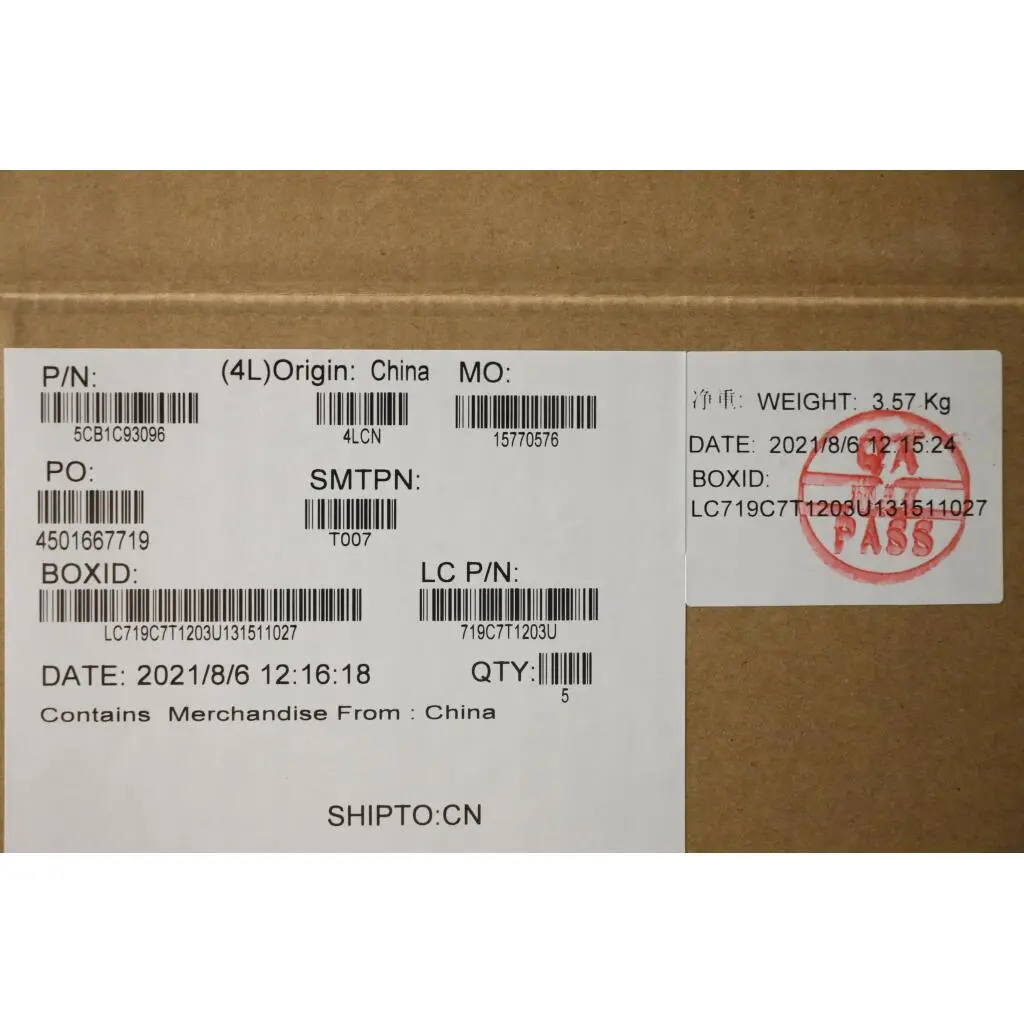 P/N:
5CB1C93096
(4L)Origin: China
4LCN
MO:
15770576
PO:
4501667719
SMTPN:
T007
BOXID:
LC719C7T1203U131511027
LC P/N:
719C7T1203U
DATE: 2021/8/6 12:16:18
QTY:
5
Contains Merchandise From : China
SHIPTO:CN
净重: WEIGHT: 3.57 Kg
DATE: 2021/8/6 12:15:24
BOXID:
LC719C7T1203U131511027
QA
PASS